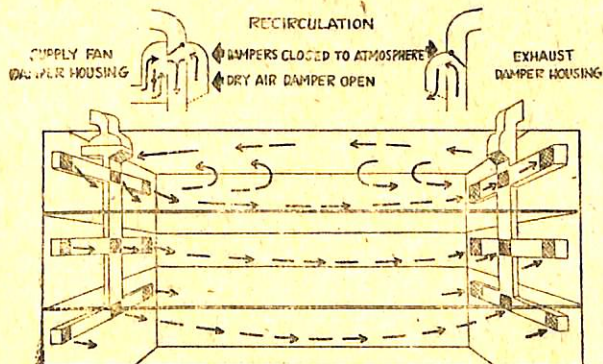 RECIRCULATION
SUPPLY FAN
DAMPER HOUSING
DAMPERS CLOSED TO ATMOSPHERE
DRY AIR DAMPER OPEN
EXHAUST
DAMPER HOUSING